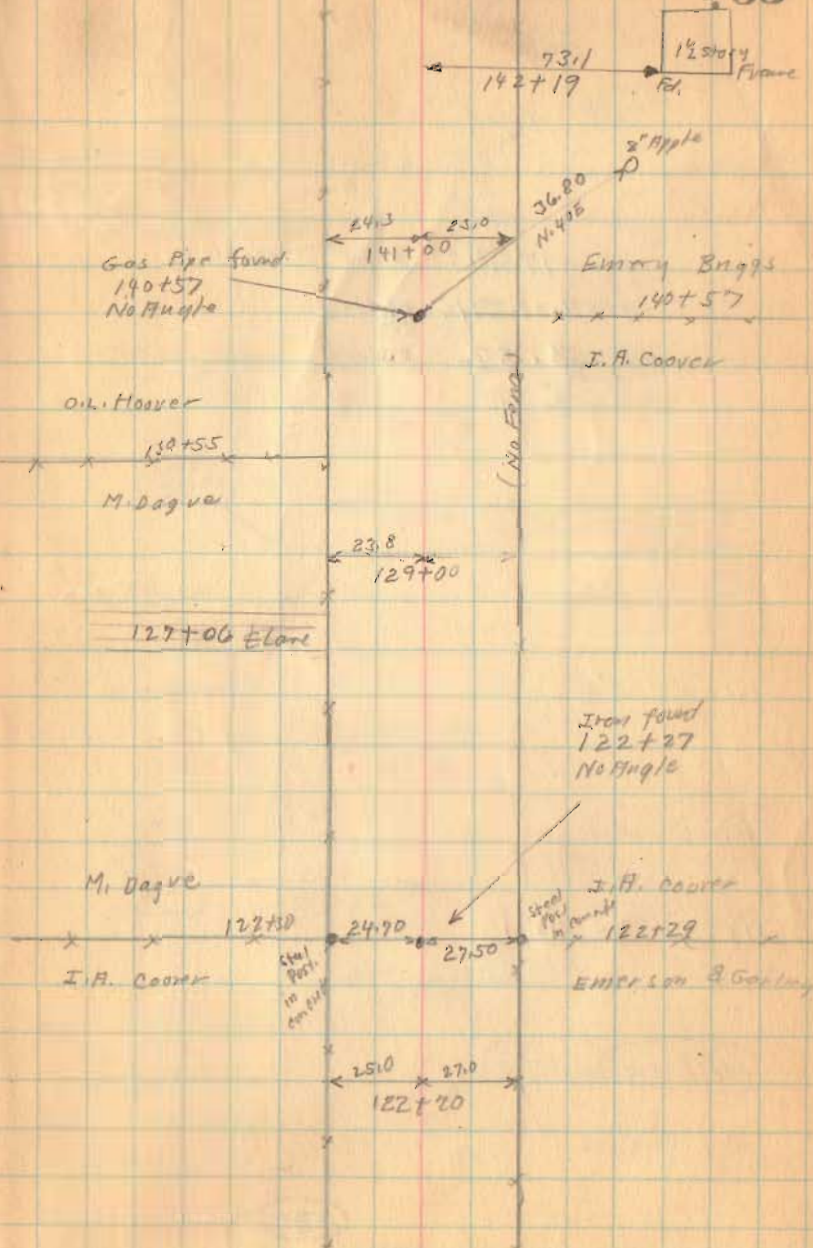 73.1
142+19
1½ story
Frame
Fd.
8" Apple
36.80
N.40E
24.3 23.0
141+00
Gas Pipe found
140+57
No Angle
Emery Briggs
140+57
I.A. Coover
O.L. Hoover
139+55
M. Dague
(No Fence)
23.8
129+00
127+06 ₵ Lane
Iron found
122+27
No Angle
M. Dague
I.A. Coover
122+30
24.70
27.50
Steel Post in concrete
122+29
Steel Post. in concrete
I.A. Coover
Emerson &
25.0 27.0
122+20